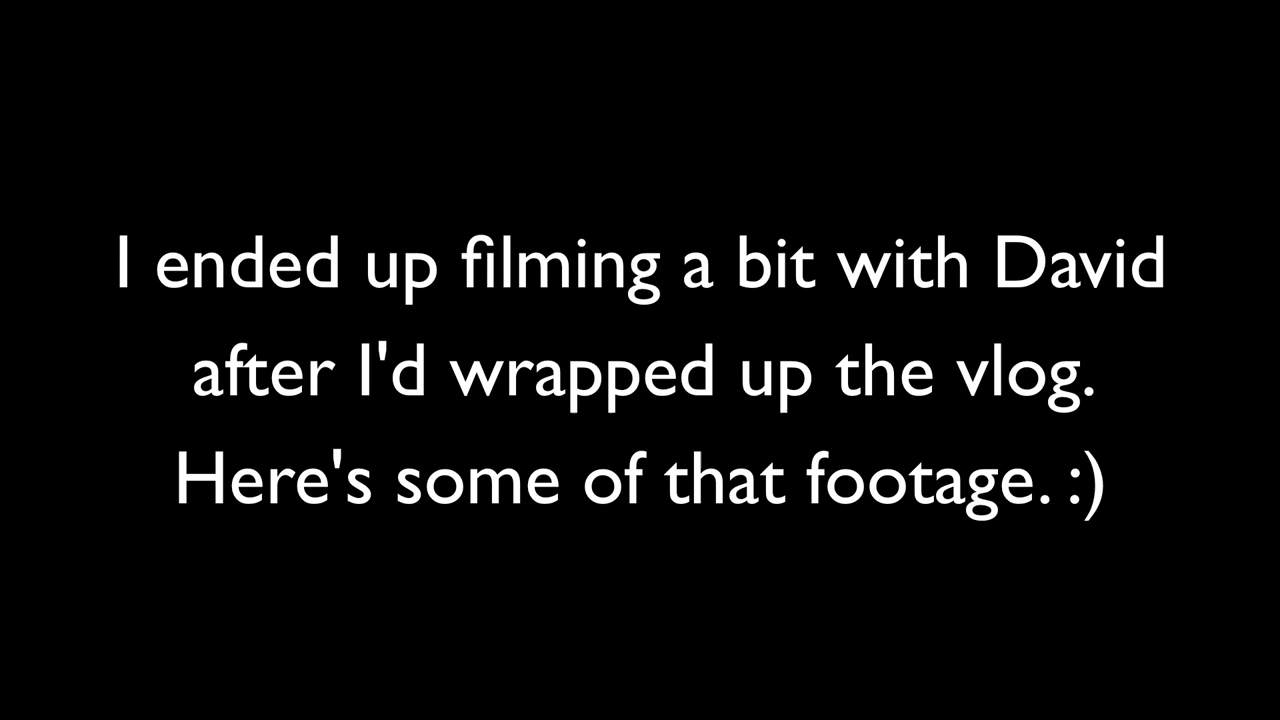 I ended up filming a bit with David
after I'd wrapped up the vlog.
Here's some of that footage. :)